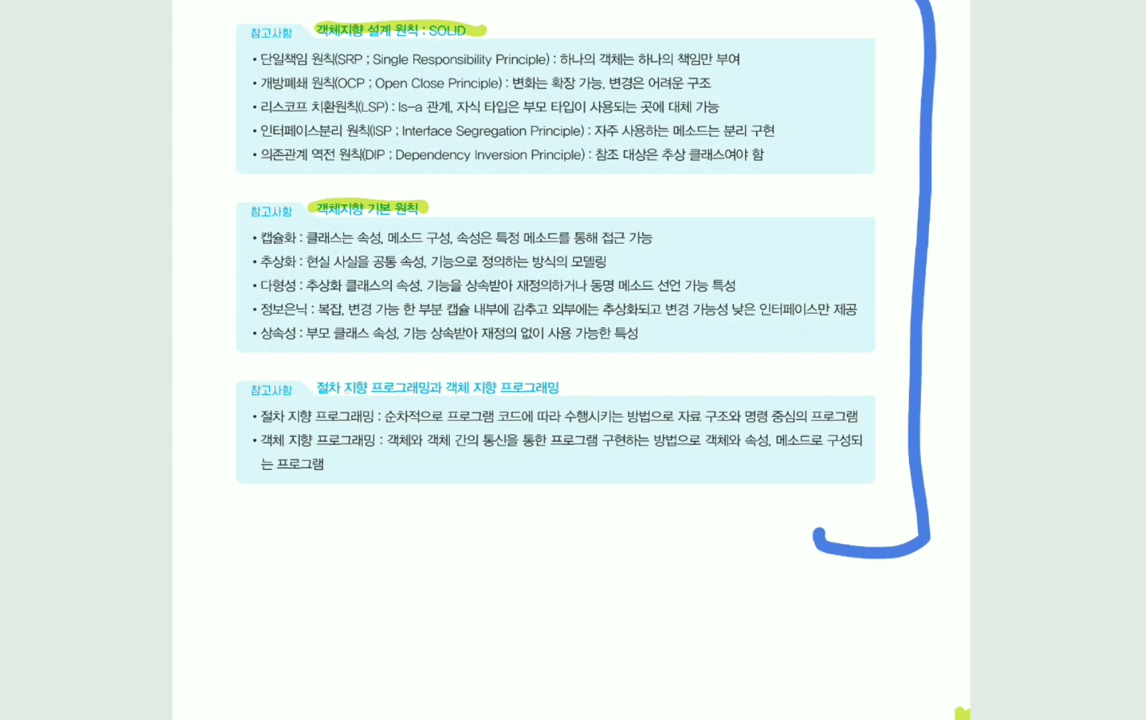 참고사항 객체지향 설계 원칙 : SOLID
• 단일책임 원칙(SRP ; Single Responsibility Principle) : 하나의 객체는 하나의 책임만 부여
• 개방폐쇄 원칙(OCP ; Open Close Principle) : 변화는 확장 가능, 변경은 어려운 구조
• 리스코프 치환원칙(LSP) : Is-a 관계, 자식 타입은 부모 타입이 사용되는 곳에 대체 가능
• 인터페이스분리 원칙(ISP ; Interface Segregation Principle) : 자주 사용하는 메소드는 분리 구현
• 의존관계 역전 원칙(DIP ; Dependency Inversion Principle) : 참조 대상은 추상 클래스여야 함
참고사항 객체지향 기본 원칙
• 캡슐화 : 클래스는 속성, 메소드 구성, 속성은 특정 메소드를 통해 접근 가능
• 추상화 : 현실 사실을 공통 속성, 기능으로 정의하는 방식의 모델링
• 다형성 : 추상화 클래스의 속성, 기능을 상속받아 재정의하거나 동명 메소드 선언 가능 특성
• 정보은닉 : 복잡, 변경 가능 한 부분 캡슐 내부에 감추고 외부에는 추상화되고 변경 가능성 낮은 인터페이스만 제공
• 상속성 : 부모 클래스 속성, 기능 상속받아 재정의 없이 사용 가능한 특성
참고사항 절차 지향 프로그래밍과 객체 지향 프로그래밍
• 절차 지향 프로그래밍 : 순차적으로 프로그램 코드에 따라 수행시키는 방법으로 자료 구조와 명령 중심의 프로그램
• 객체 지향 프로그래밍 : 객체와 객체 간의 통신을 통한 프로그램 구현하는 방법으로 객체와 속성, 메소드로 구성되
는 프로그램